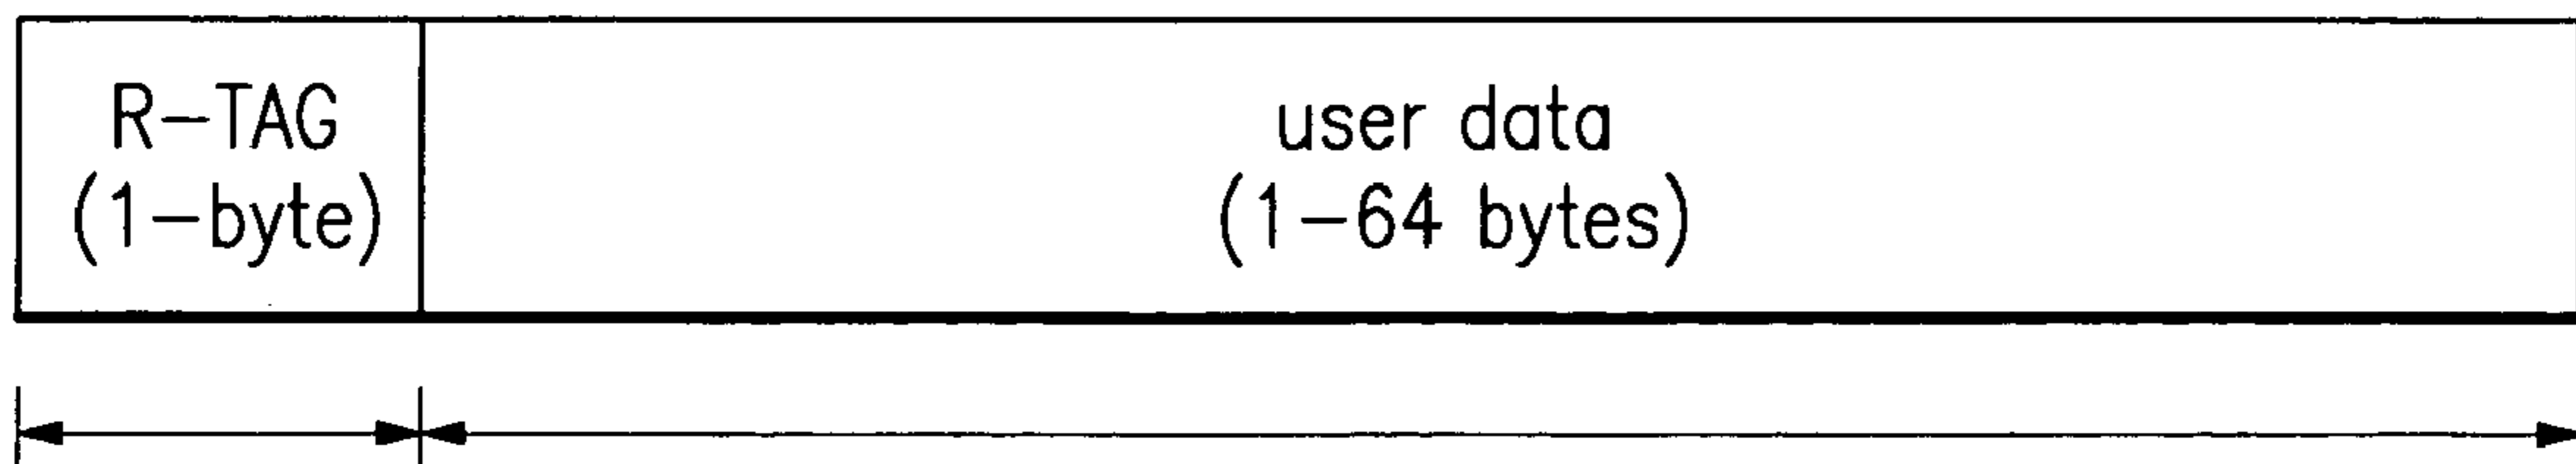 R-TAG
(1-byte)
user data
(1-64 bytes)